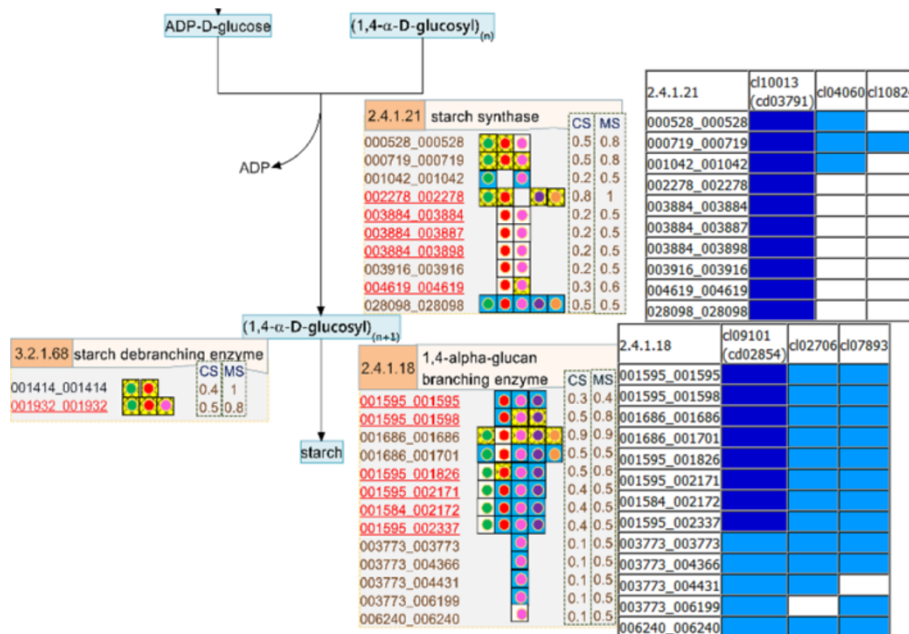 ADP-D-glucose
(1,4-α-D-glucosyl)(n)
ADP
2.4.1.21 starch synthase
CS MS
000528_000528 0.5 0.8
000719_000719 0.5 0.8
001042_001042 0.2 0.5
002278_002278 0.8 1
003884_003884 0.2 0.5
003884_003887 0.2 0.5
003884_003898 0.2 0.5
003916_003916 0.2 0.5
004619_004619 0.3 0.6
028098_028098 0.5 0.5
2.4.1.21 cl10013 (cd03791) cl04060
000528_000528
000719_000719
001042_001042
002278_002278
003884_003884
003884_003887
003884_003898
003916_003916
004619_004619
028098_028098
(1,4-α-D-glucosyl)(n+1)
3.2.1.68 starch debranching enzyme
CS MS
001414_001414 0.4 1
001932_001932 0.5 0.8
starch
2.4.1.18 1,4-alpha-glucan
branching enzyme
CS MS
001595_001595 0.3 0.4
001595_001598 0.5 0.8
001686_001686 0.9 0.9
001686_001701 0.5 0.5
001595_001826 0.5 0.6
001595_002171 0.4 0.5
001584_002172 0.4 0.5
001595_002337 0.4 0.5
003773_003773 0.1 0.5
003773_004366 0.1 0.5
003773_004431 0.1 0.5
003773_006199 0.1 0.5
006240_006240 0.1 0.5
2.4.1.18 cl09101 (cd02854) cl02706 cl07893
001595_001595
001595_001598
001686_001686
001686_001701
001595_001826
001595_002171
001584_002172
001595_002337
003773_003773
003773_004366
003773_004431
003773_006199
006240_006240